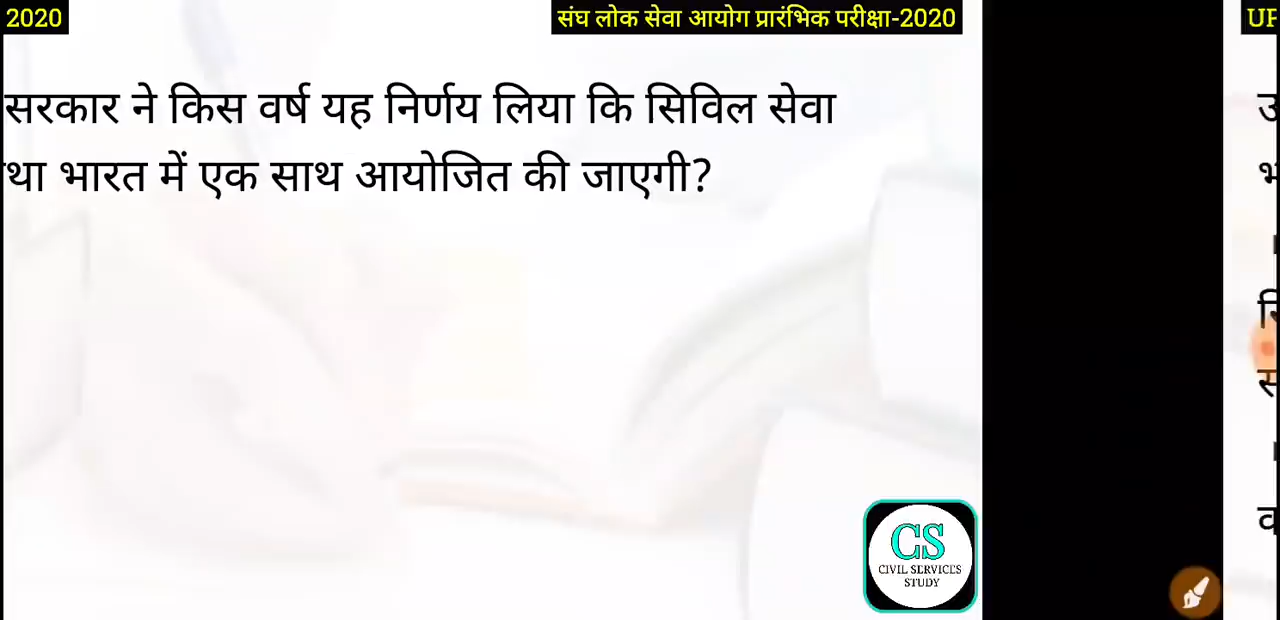 2020
संघ लोक सेवा आयोग प्रारंभिक परीक्षा-2020
सरकार ने किस वर्ष यह निर्णय लिया कि सिविल सेवा
था भारत में एक साथ आयोजित की जाएगी?
CS
CIVIL SERVICES
STUDY